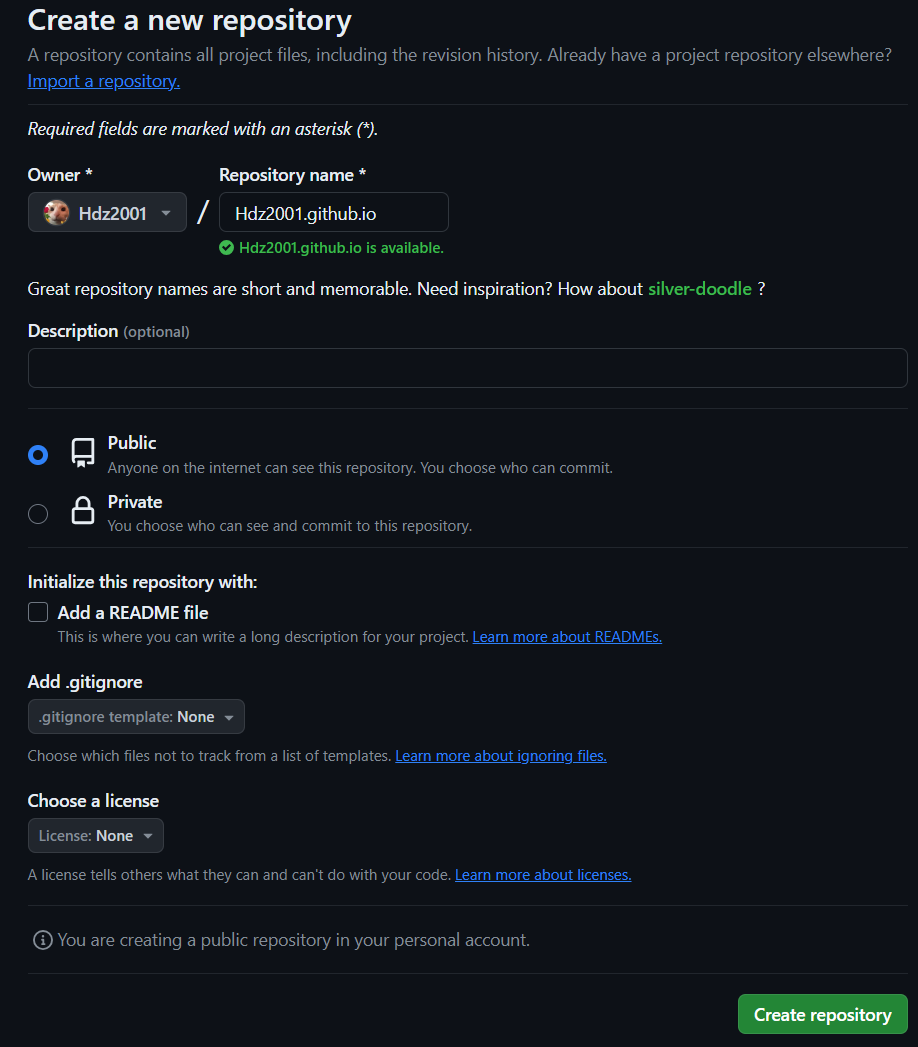 Create a new repository
A repository contains all project files, including the revision history. Already have a project repository elsewhere?
Import a repository.
Required fields are marked with an asterisk (*).
Owner * Repository name *
Hdz2001 / Hdz2001.github.io
Hdz2001.github.io is available.
Great repository names are short and memorable. Need inspiration? How about silver-doodle ?
Description (optional)
Public
Anyone on the internet can see this repository. You choose who can commit.
Private
You choose who can see and commit to this repository.
Initialize this repository with:
Add a README file
This is where you can write a long description for your project. Learn more about READMEs.
Add .gitignore
.gitignore template: None
Choose which files not to track from a list of templates. Learn more about ignoring files.
Choose a license
License: None
A license tells others what they can and can't do with your code. Learn more about licenses.
You are creating a public repository in your personal account.
Create repository